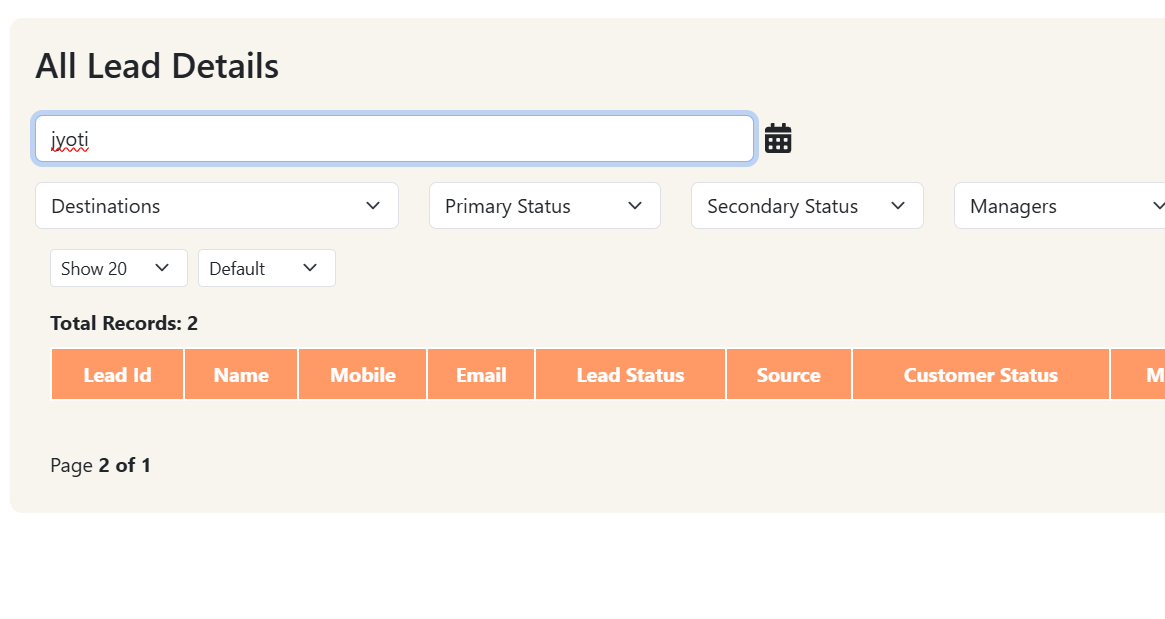 All Lead Details
jyoti
Destinations Primary Status Secondary Status Managers
Show 20 Default
Total Records: 2
Lead Id Name Mobile Email Lead Status Source Customer Status M
Page 2 of 1